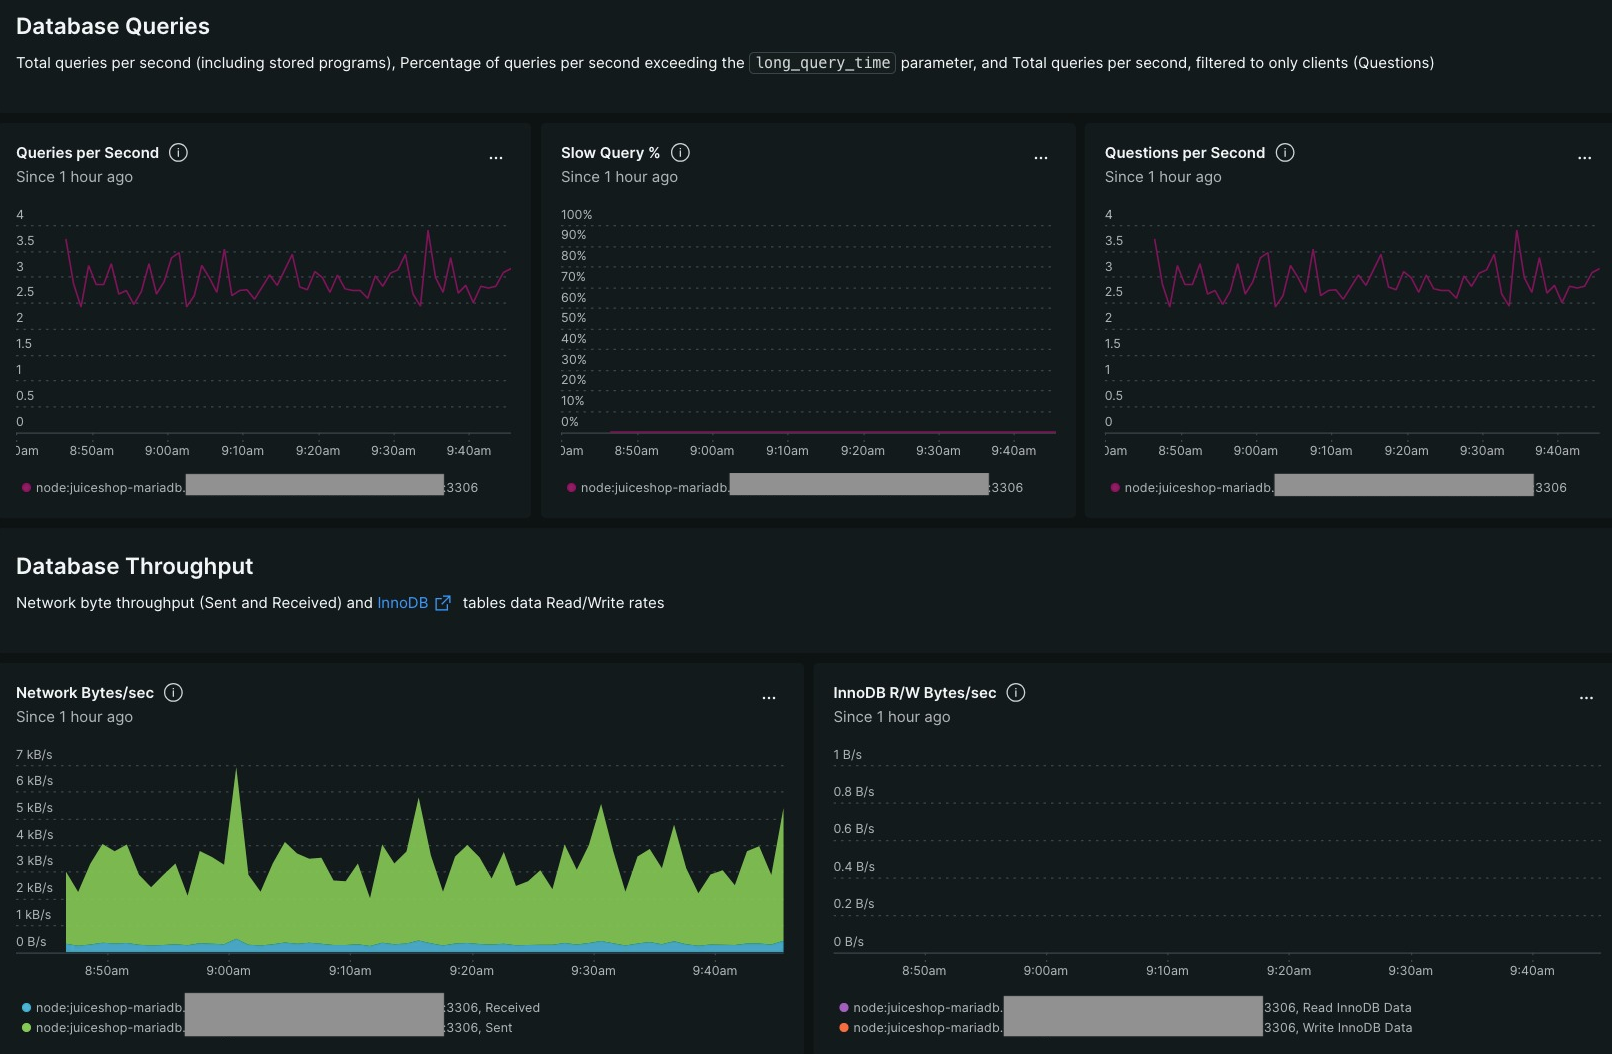 Database Queries
Total queries per second (including stored programs), Percentage of queries per second exceeding the long_query_time parameter, and Total queries per second, filtered to only clients (Questions)
Queries per Second
...
Since 1 hour ago
4
3.5
3
2.5
2
1.5
1
0.5
0
8:50am 9:00am 9:10am 9:20am 9:30am 9:40am
node:juiceshop-mariadb. :3306
Slow Query %
...
Since 1 hour ago
100%
90%
80%
70%
60%
50%
40%
30%
20%
10%
0%
8:50am 9:00am 9:10am 9:20am 9:30am 9:40am
node:juiceshop-mariadb. :3306
Questions per Second
...
Since 1 hour ago
4
3.5
3
2.5
2
1.5
1
0.5
0
8:50am 9:00am 9:10am 9:20am 9:30am 9:40am
node:juiceshop-mariadb. 3306
Database Throughput
Network byte throughput (Sent and Received) and InnoDB tables data Read/Write rates
Network Bytes/sec
...
Since 1 hour ago
7 kB/s
6 kB/s
5 kB/s
4 kB/s
3 kB/s
2 kB/s
1 kB/s
0 B/s
8:50am 9:00am 9:10am 9:20am 9:30am 9:40am
node:juiceshop-mariadb. :3306, Received
node:juiceshop-mariadb. :3306, Sent
InnoDB R/W Bytes/sec
...
Since 1 hour ago
1 B/s
0.8 B/s
0.6 B/s
0.4 B/s
0.2 B/s
0 B/s
8:50am 9:00am 9:10am 9:20am 9:30am 9:40am
node:juiceshop-mariadb. 3306, Read InnoDB Data
node:juiceshop-mariadb. 3306, Write InnoDB Data